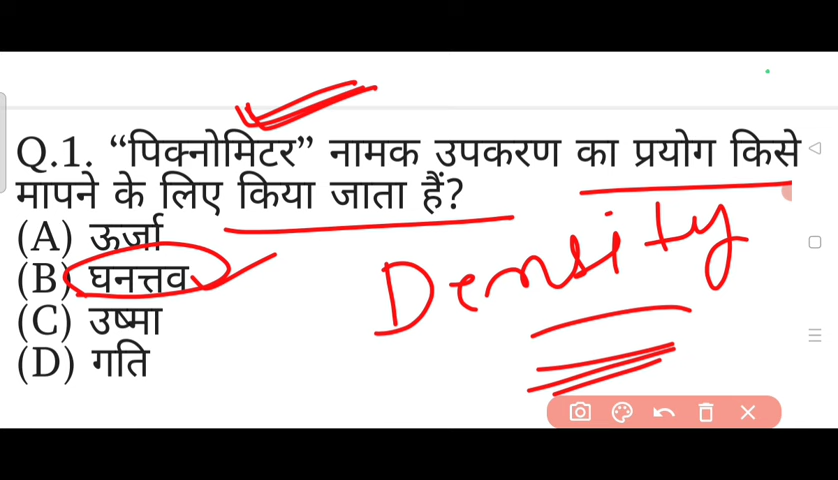 Q.1. “पिक्नोमिटर” नामक उपकरण का प्रयोग किसे
मापने के लिए किया जाता हैं?
(A) ऊर्जा
(B) घनत्तव
(C) उष्मा
(D) गति
Density